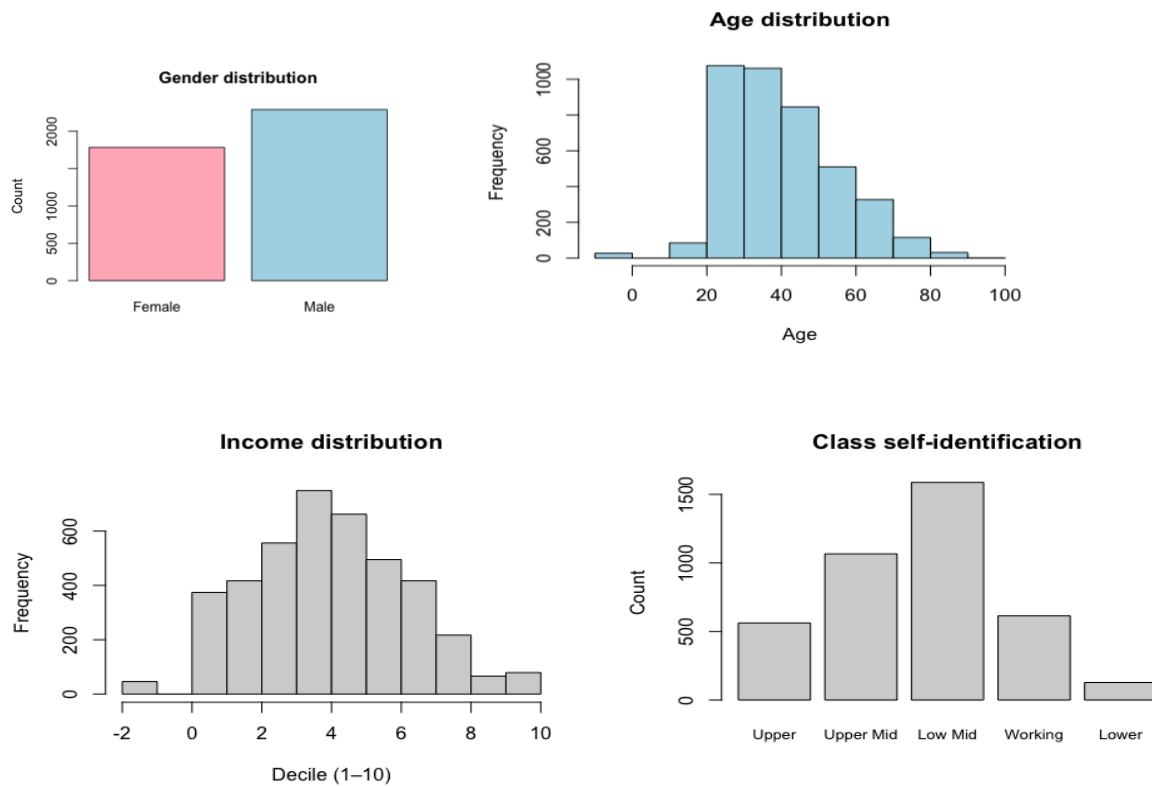 Gender distribution
Count
2000
1000
500
0
Female Male
Age distribution
Frequency
1000
600
200
0
0 20 40 60 80 100
Age
Income distribution
Frequency
600
400
200
0
-2 0 2 4 6 8 10
Decile (1–10)
Class self-identification
Count
1500
1000
500
0
Upper Upper Mid Low Mid Working Lower